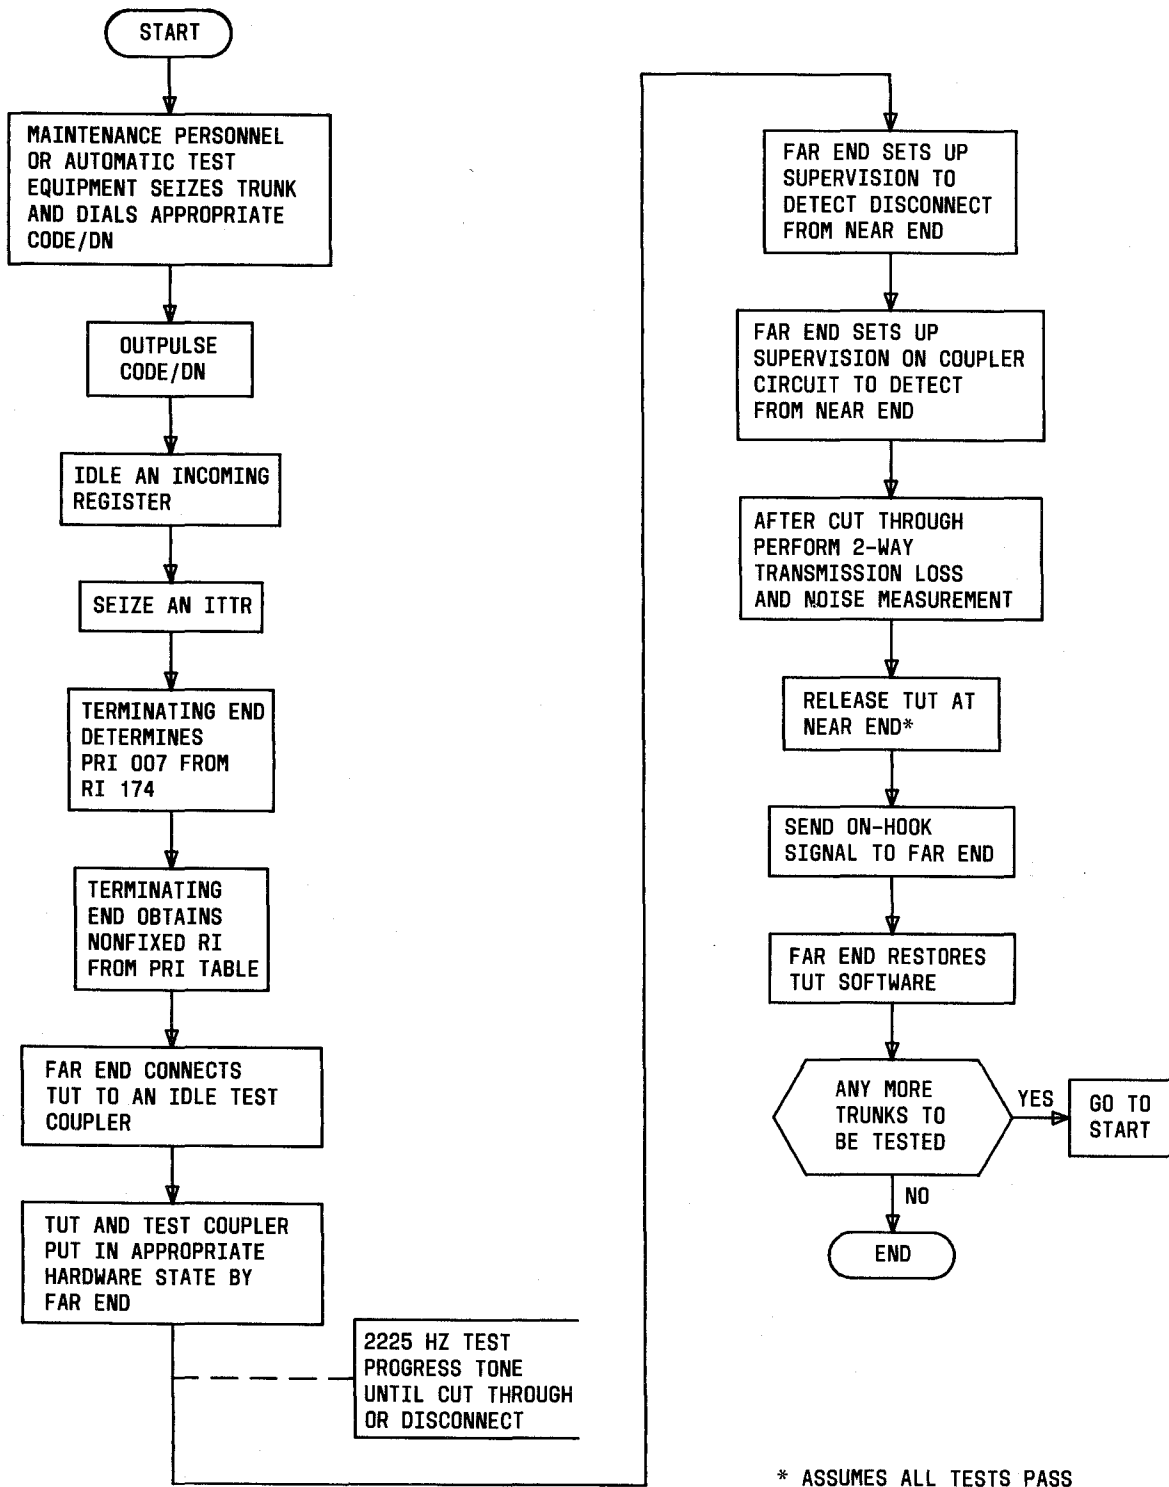 START
MAINTENANCE PERSONNEL
OR AUTOMATIC TEST
EQUIPMENT SEIZES TRUNK
AND DIALS APPROPRIATE
CODE/DN
OUTPULSE
CODE/DN
IDLE AN INCOMING
REGISTER
SEIZE AN ITTR
TERMINATING END
DETERMINES
PRI 007 FROM
RI 174
TERMINATING
END OBTAINS
NONFIXED RI
FROM PRI TABLE
FAR END CONNECTS
TUT TO AN IDLE TEST
COUPLER
TUT AND TEST COUPLER
PUT IN APPROPRIATE
HARDWARE STATE BY
FAR END
2225 HZ TEST
PROGRESS TONE
UNTIL CUT THROUGH
OR DISCONNECT
FAR END SETS UP
SUPERVISION TO
DETECT DISCONNECT
FROM NEAR END
FAR END SETS UP
SUPERVISION ON COUPLER
CIRCUIT TO DETECT
FROM NEAR END
AFTER CUT THROUGH
PERFORM 2-WAY
TRANSMISSION LOSS
AND NOISE MEASUREMENT
RELEASE TUT AT
NEAR END*
SEND ON-HOOK
SIGNAL TO FAR END
FAR END RESTORES
TUT SOFTWARE
ANY MORE
TRUNKS TO
BE TESTED
YES
GO TO
START
NO
END
* ASSUMES ALL TESTS PASS